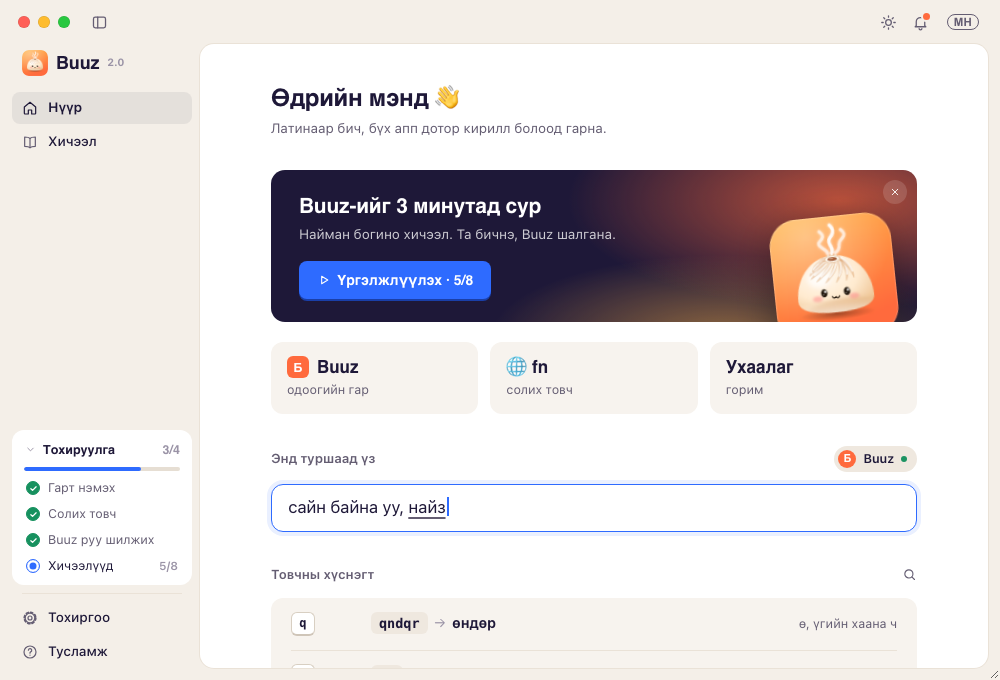 MH
Buuz 2.0
Нүүр
Хичээл
Өдрийн мэнд 👋
Латинаар бич, бүх апп дотор кирилл болоод гарна.
Buuz-ийг 3 минутад сур
Найман богино хичээл. Та бичнэ, Buuz шалгана.
Үргэлжлүүлэх · 5/8
Б Buuz
одоогийн гар
🌐 fn
солих товч
Ухаалаг
горим
Энд туршаад үз
Б Buuz
сайн байна уу, найз
Товчны хүснэгт
q qndqr → өндөр ө, үгийн хаана ч
Тохируулга 3/4
Гарт нэмэх
Солих товч
Buuz руу шилжих
Хичээлүүд 5/8
Тохиргоо
Тусламж